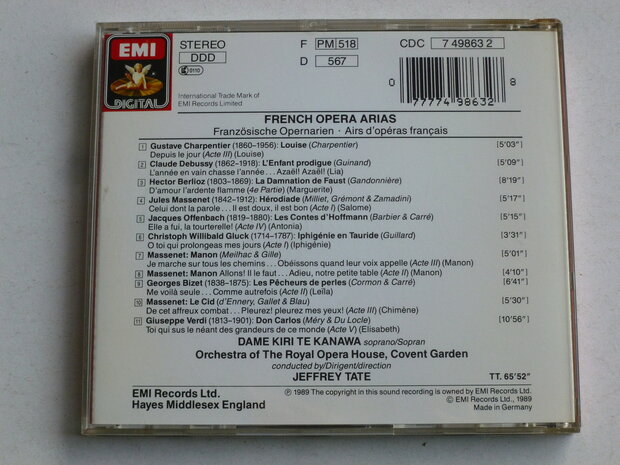 EMI
DIGITAL
STEREO
DDD
0110
F PM 518
D 567
CDC 7 49863 2
0 77774 98632 8
International Trade Mark of
EMI Records Limited
FRENCH OPERA ARIAS
Französische Opernarien · Airs d'opéras français
1 Gustave Charpentier (1860–1956): Louise (Charpentier) [5'03"]
Depuis le jour (Acte III) (Louise)
2 Claude Debussy (1862–1918): L'Enfant prodigue (Guinand) [5'09"]
L'année en vain chasse l'année . . . Azaël! Azaël! (Lia)
3 Hector Berlioz (1803–1869): La Damnation de Faust (Gandonnière) [8'19"]
D'amour l'ardente flamme (4e Partie) (Marguerite)
4 Jules Massenet (1842–1912): Hérodiade (Milliet, Grémont & Zamadini) [5'17"]
Celui dont la parole . . . Il est doux, il est bon (Acte I) (Salome)
5 Jacques Offenbach (1819–1880): Les Contes d'Hoffmann (Barbier & Carré) [5'15"]
Elle a fui, la tourterelle! (Acte IV) (Antonia)
6 Christoph Willibald Gluck (1714–1787): Iphigénie en Tauride (Guillard) [3'31"]
O toi qui prolongeas mes jours (Acte I) (Iphigénie)
7 Massenet: Manon (Meilhac & Gille) [5'01"]
Je marche sur tous les chemins . . . Obéissons quand leur voix appelle (Acte III) (Manon)
8 Massenet: Manon Allons! Il le faut . . . Adieu, notre petite table (Acte II) (Manon) [4'10"]
9 Georges Bizet (1838–1875): Les Pêcheurs de perles (Cormon & Carré) [6'41"]
Me voilà seule . . . Comme autrefois (Acte II) (Leïla)
10 Massenet: Le Cid (d'Ennery, Gallet & Blau) [5'30"]
De cet affreux combat . . . Pleurez! pleurez mes yeux! (Acte III) (Chimène)
11 Giuseppe Verdi (1813–1901): Don Carlos (Méry & Du Locle) [10'56"]
Toi qui sus le néant des grandeurs de ce monde (Acte V) (Elisabeth)
DAME KIRI TE KANAWA soprano/Sopran
Orchestra of The Royal Opera House, Covent Garden
conducted by/Dirigent/direction
JEFFREY TATE
TT. 65'52"
EMI Records Ltd.
Hayes Middlesex England
℗ 1989 The copyright in this sound recording is owned by EMI Records Ltd.
© EMI Records Ltd., 1989
Made in Germany